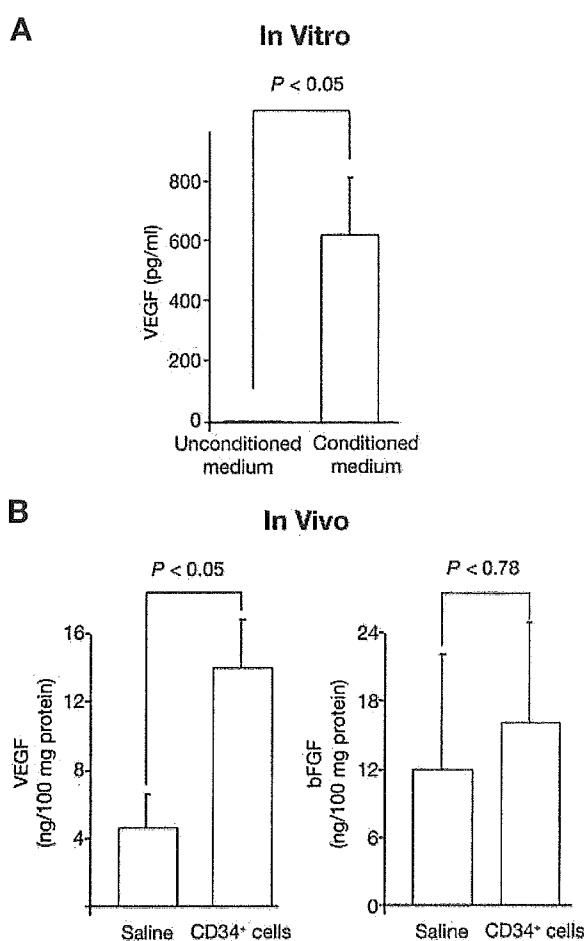 A
In Vitro
P < 0.05
VEGF (pg/ml)
800
600
400
200
0
Unconditioned medium
Conditioned medium
B
In Vivo
P < 0.05
VEGF
(ng/100 mg protein)
16
12
8
4
Saline
CD34⁺ cells
P < 0.78
bFGF
(ng/100 mg protein)
24
18
12
6
0
Saline
CD34⁺ cells